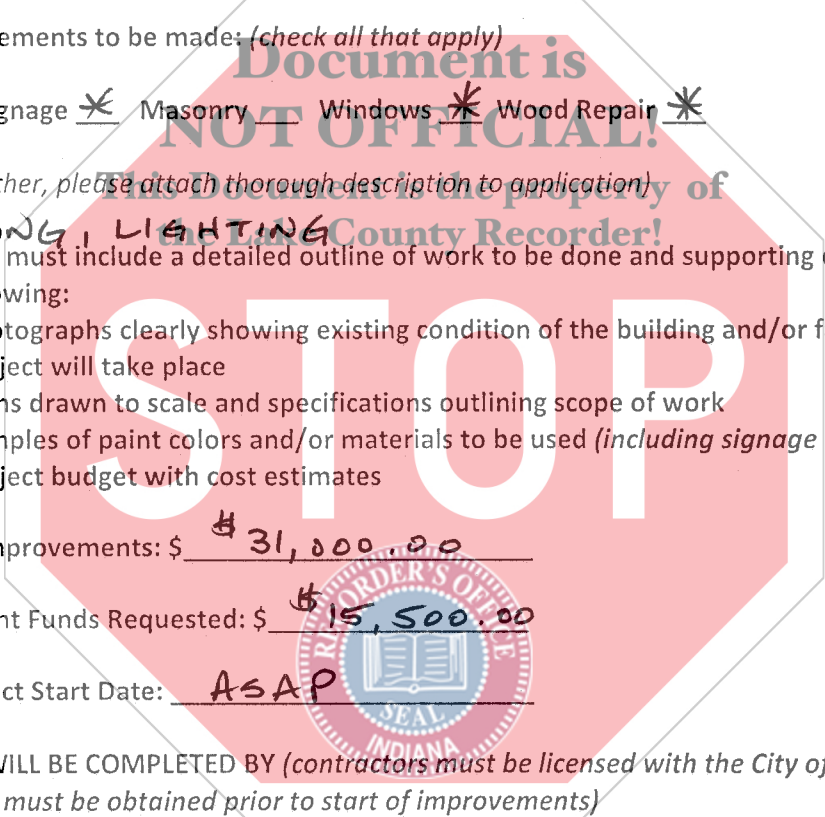 ements to be made: (check all that apply)
Document is
gnage * Masonry ___ Windows * Wood Repair *
NOT OFFICIAL!
ther, please attach thorough description to application)
This Document is the property of
NG, LIGHTING
the Lake County Recorder!
must include a detailed outline of work to be done and supporting
owing:
otographs clearly showing existing condition of the building and/or f
ject will take place
ns drawn to scale and specifications outlining scope of work
mples of paint colors and/or materials to be used (including signage
ject budget with cost estimates
STOP
mprovements: $ $31,000.00
nt Funds Requested: $ $15,500.00
ct Start Date: ASAP
RECORDER'S OFFICE
SEAL
INDIANA
WILL BE COMPLETED BY (contractors must be licensed with the City of
must be obtained prior to start of improvements)